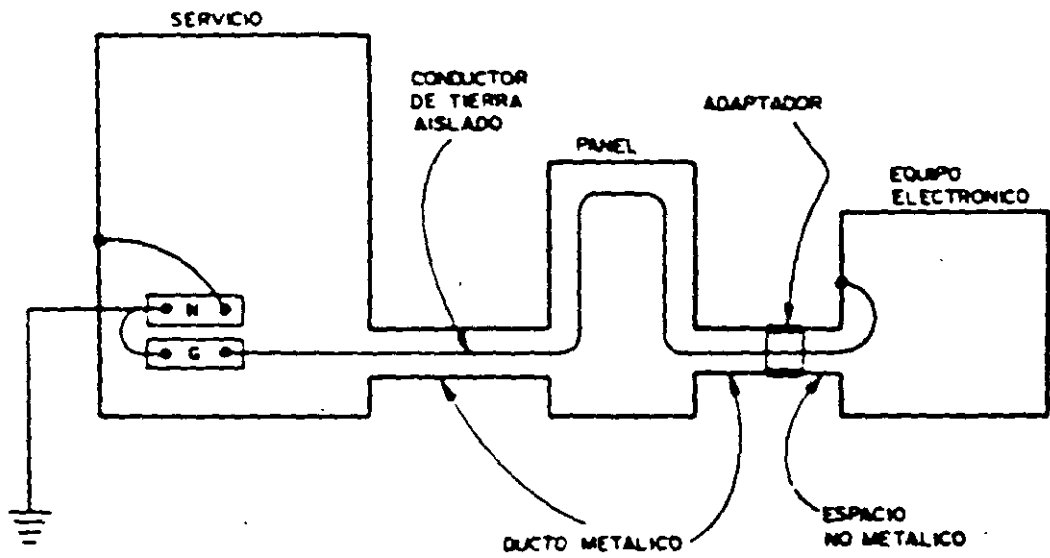 SERVICIO
CONDUCTOR
DE TIERRA
AISLADO
ADAPTADOR
PANEL
EQUIPO
ELECTRONICO
N
G
DUCTO METALICO
ESPACIO
NO METALICO